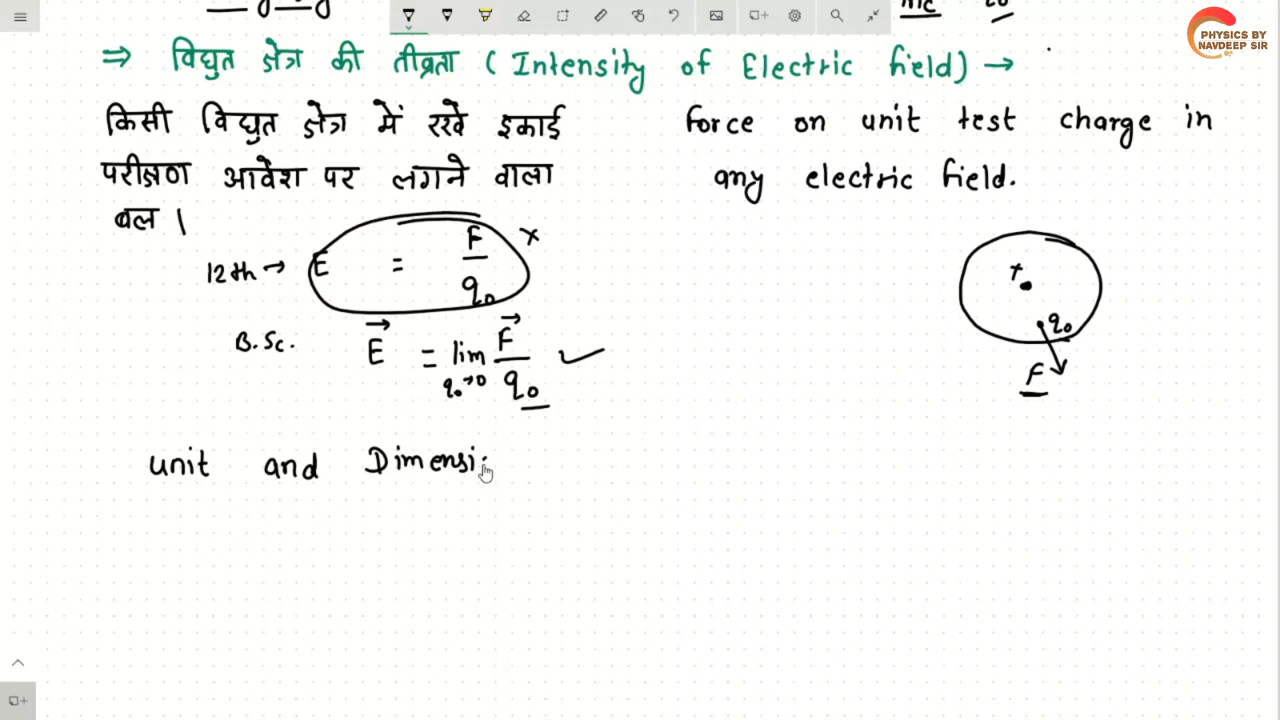 PHYSICS BY
NAVDEEP SIR
⇒ विद्युत क्षेत्र की तीव्रता ( Intensity of Electric field) →
किसी विद्युत क्षेत्र में रखे इकाई
परीक्षण आवेश पर लगने वाला
बल ।
force on unit test charge in
any electric field.
12th → E = F/q₀ x
B.Sc. E⃗ = lim q₀→0 F⃗/q₀ ✓
+
q₀
F
unit and Dimensi